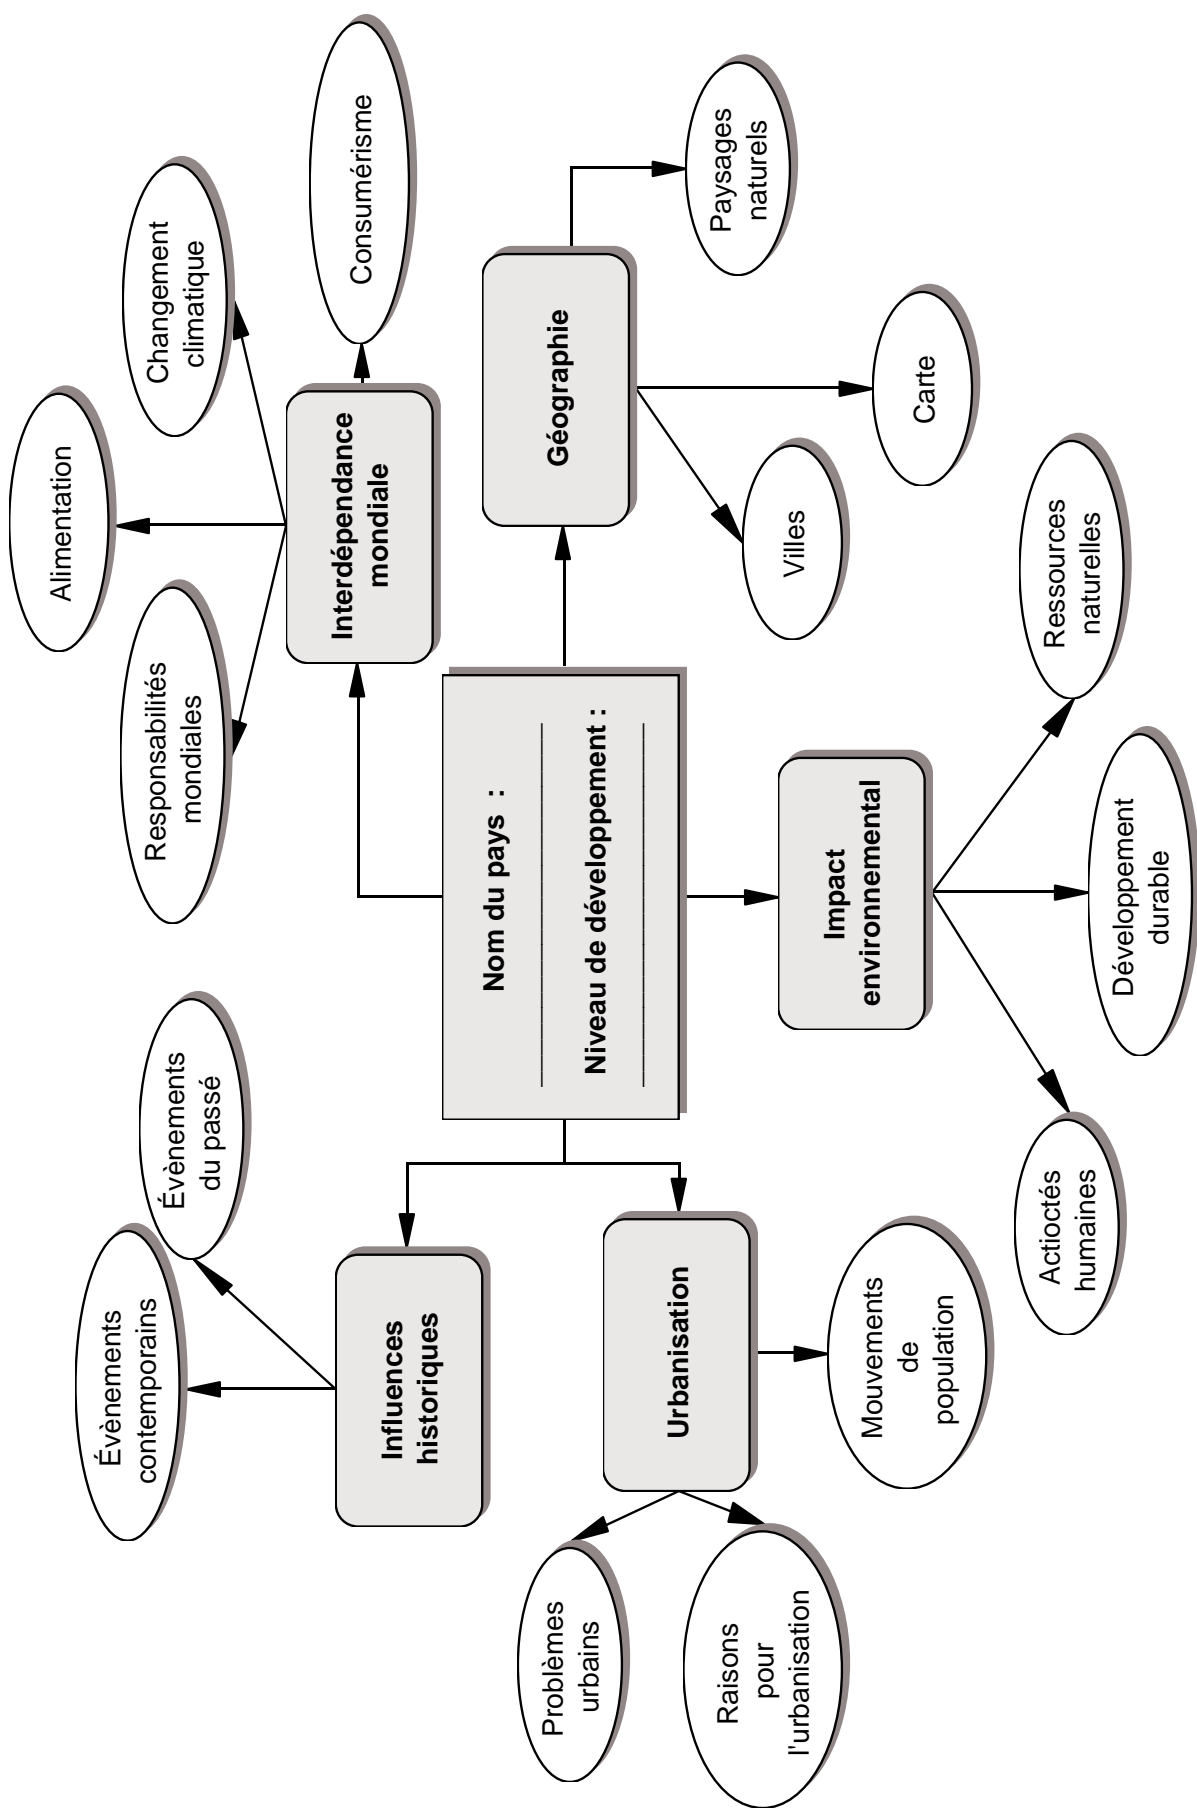 Évènements
contemporains
Évènements
du passé
Influences
historiques
Problèmes
urbains
Raisons
pour
l'urbanisation
Urbanisation
Mouvements
de
population
Nom du pays :
Niveau de développement :
Responsabilités
mondiales
Alimentation
Changement
climatique
Consumérisme
Interdépendance
mondiale
Géographie
Paysages
naturels
Villes
Carte
Impact
environnemental
Actioctés
humaines
Développement
durable
Ressources
naturelles